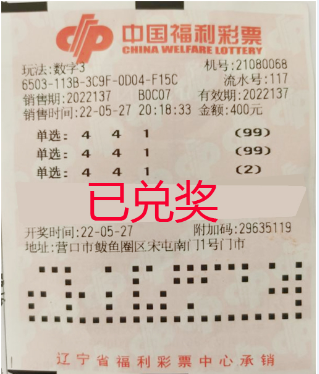 中国福利彩票
CHINA WELFARE LOTTERY
玩法:数字3 机号:21080068
6503-113B-3C9F-0D04-F15C 流水号:117
销售期:2022137 B0C07 有效期:2022137
销售时间:22-05-27 20:18:33 金额:400元
单选: 4 4 1 (99)
单选: 4 4 1 (99)
单选: 4 4 1 (2)
已兑奖
开奖时间:22-05-27 附加码:29635119
地址:营口市鲅鱼圈区宋屯南门1号门市
辽宁省福利彩票中心承销